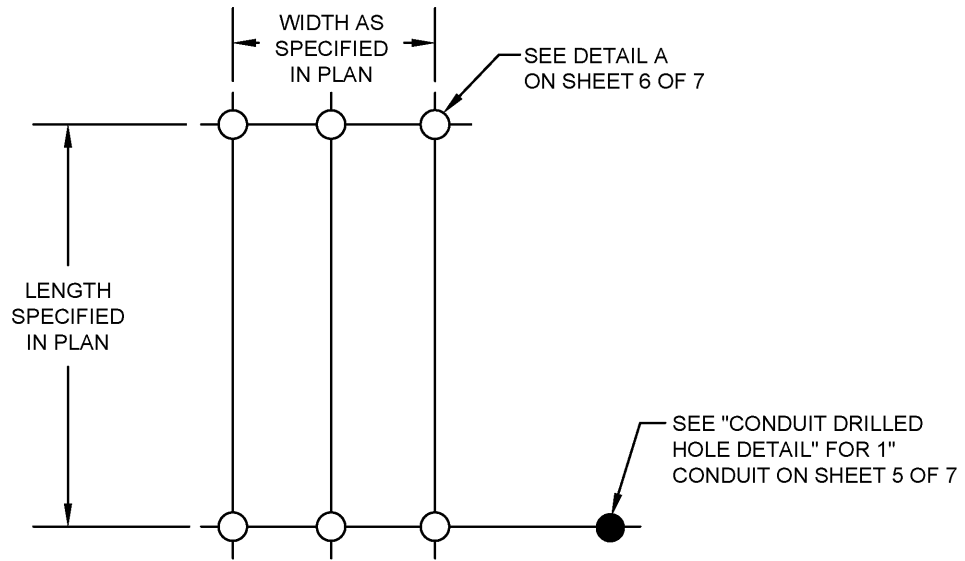 WIDTH AS
SPECIFIED
IN PLAN
SEE DETAIL A
ON SHEET 6 OF 7
LENGTH
SPECIFIED
IN PLAN
SEE "CONDUIT DRILLED
HOLE DETAIL" FOR 1"
CONDUIT ON SHEET 5 OF 7